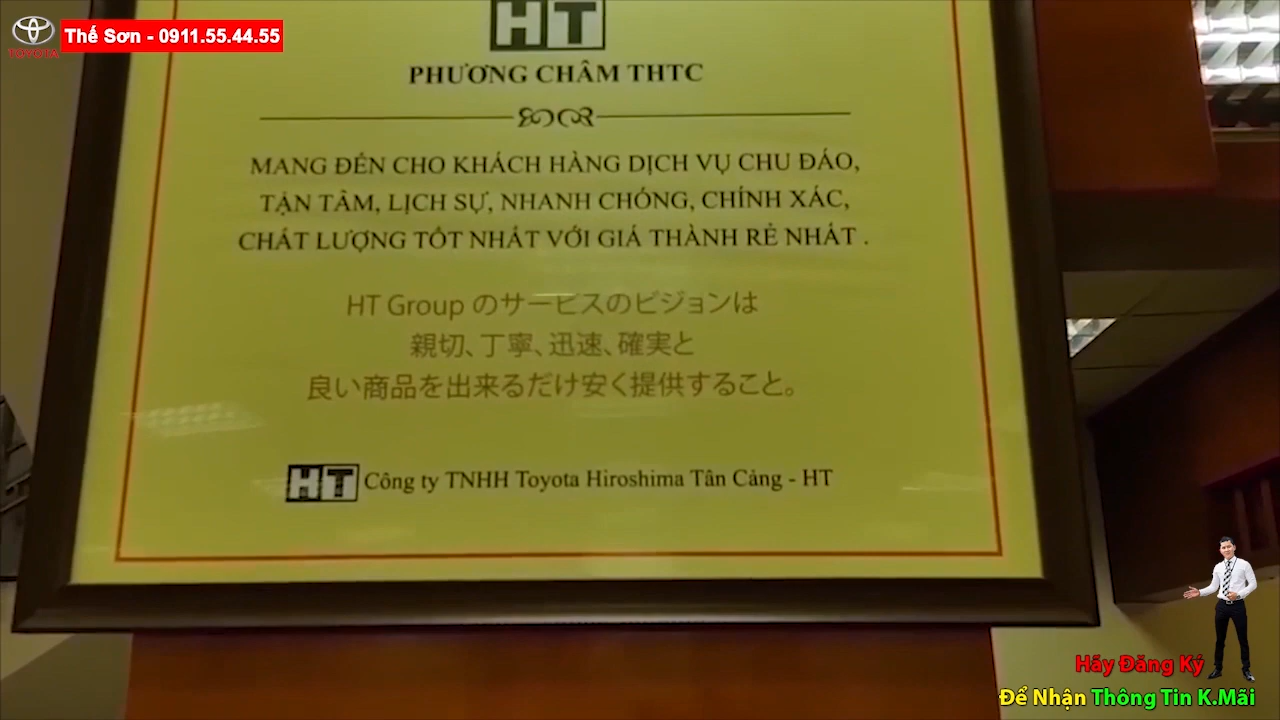 TOYOTA
Thế Sơn - 0911.55.44.55
HT
PHƯƠNG CHÂM THTC
MANG ĐẾN CHO KHÁCH HÀNG DỊCH VỤ CHU ĐÁO,
TẬN TÂM, LỊCH SỰ, NHANH CHÓNG, CHÍNH XÁC,
CHẤT LƯỢNG TỐT NHẤT VỚI GIÁ THÀNH RẺ NHẤT .
HT Group のサービスのビジョンは
親切、丁寧、迅速、確実と
良い商品を出来るだけ安く提供すること。
HT Công ty TNHH Toyota Hiroshima Tân Cảng - HT
Hãy Đăng Ký
Để Nhận Thông Tin K.Mãi